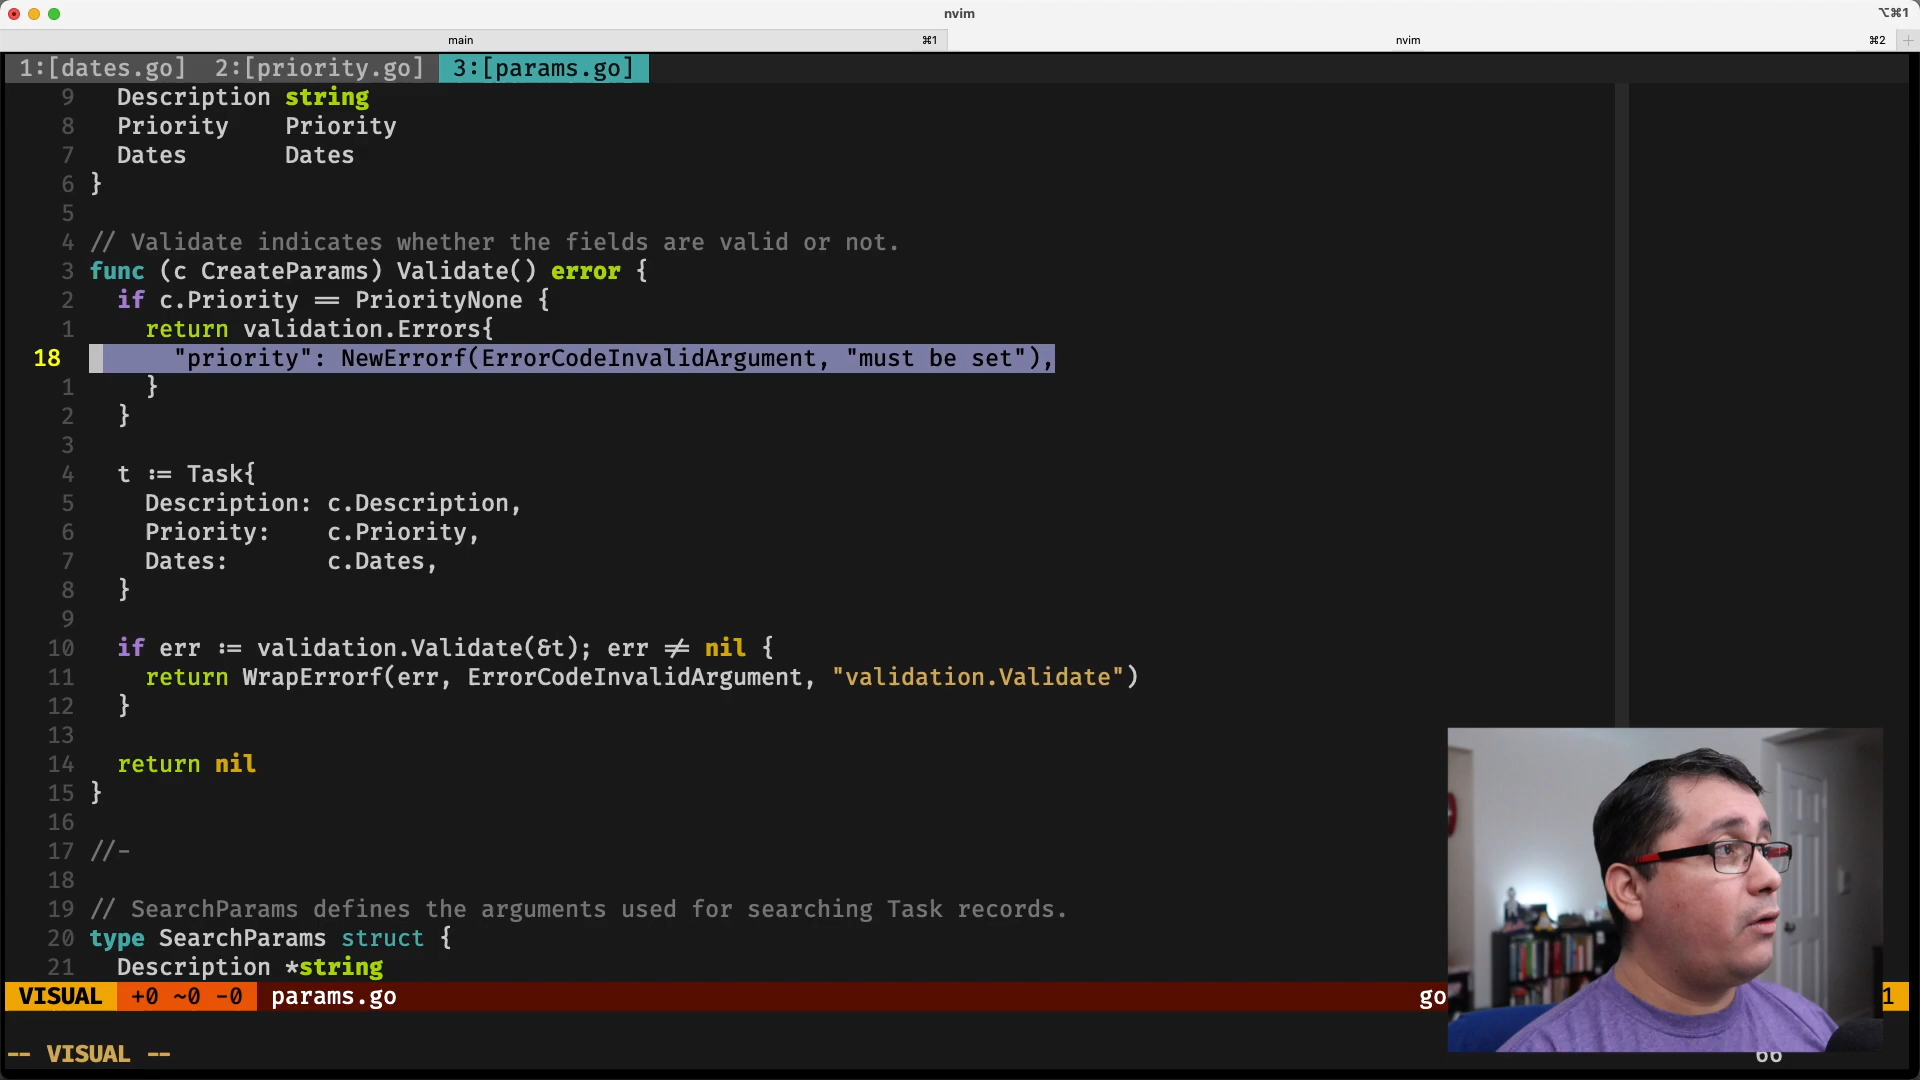 nvim
⌥⌘1
main
⌘1
nvim
⌘2
+
1:[dates.go] 2:[priority.go] 3:[params.go]
9 Description string
8 Priority Priority
7 Dates Dates
6 }
5
4 // Validate indicates whether the fields are valid or not.
3 func (c CreateParams) Validate() error {
2 if c.Priority == PriorityNone {
1 return validation.Errors{
18 "priority": NewErrorf(ErrorCodeInvalidArgument, "must be set"),
1 }
2 }
3
4 t := Task{
5 Description: c.Description,
6 Priority: c.Priority,
7 Dates: c.Dates,
8 }
9
10 if err := validation.Validate(&t); err != nil {
11 return WrapErrorf(err, ErrorCodeInvalidArgument, "validation.Validate")
12 }
13
14 return nil
15 }
16
17 //-
18
19 // SearchParams defines the arguments used for searching Task records.
20 type SearchParams struct {
21 Description *string
VISUAL +0 ~0 -0 params.go go 1
-- VISUAL -- 66